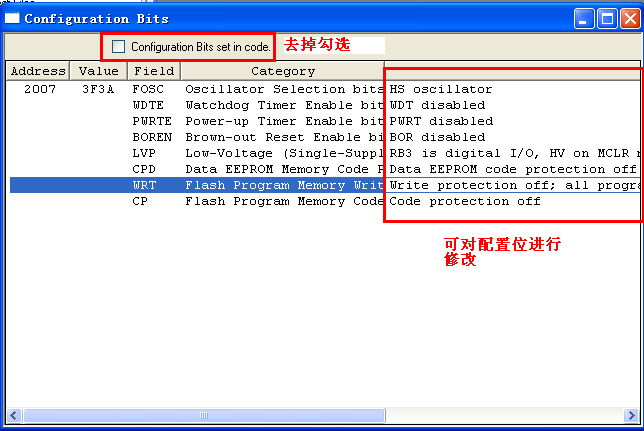 Configuration Bits
Configuration Bits set in code. 去掉勾选
Address Value Field Category
2007 3F3A FOSC Oscillator Selection bits HS oscillator
WDTE Watchdog Timer Enable bit WDT disabled
PWRTE Power-up Timer Enable bit PWRT disabled
BOREN Brown-out Reset Enable bi BOR disabled
LVP Low-Voltage (Single-Suppl RB3 is digital I/O, HV on MCLR
CPD Data EEPROM Memory Code Data EEPROM code protection off
WRT Flash Program Memory Writ Write protection off; all progra
CP Flash Program Memory Code Code protection off
可对配置位进行
修改